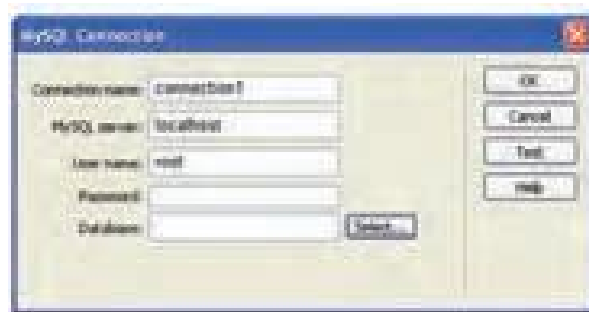 MySQL Connection
Connection name: connection1
MySQL server: localhost
User name: root
Password:
Database:
Select...
OK
Cancel
Test
Help